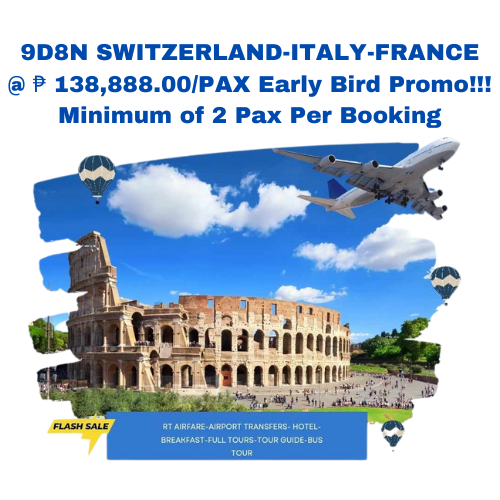 9D8N SWITZERLAND-ITALY-FRANCE
@ ₱ 138,888.00/PAX Early Bird Promo!!!
Minimum of 2 Pax Per Booking
FLASH SALE
RT AIRFARE-AIRPORT TRANSFERS- HOTEL-
BREAKFAST-FULL TOURS-TOUR GUIDE-BUS
TOUR